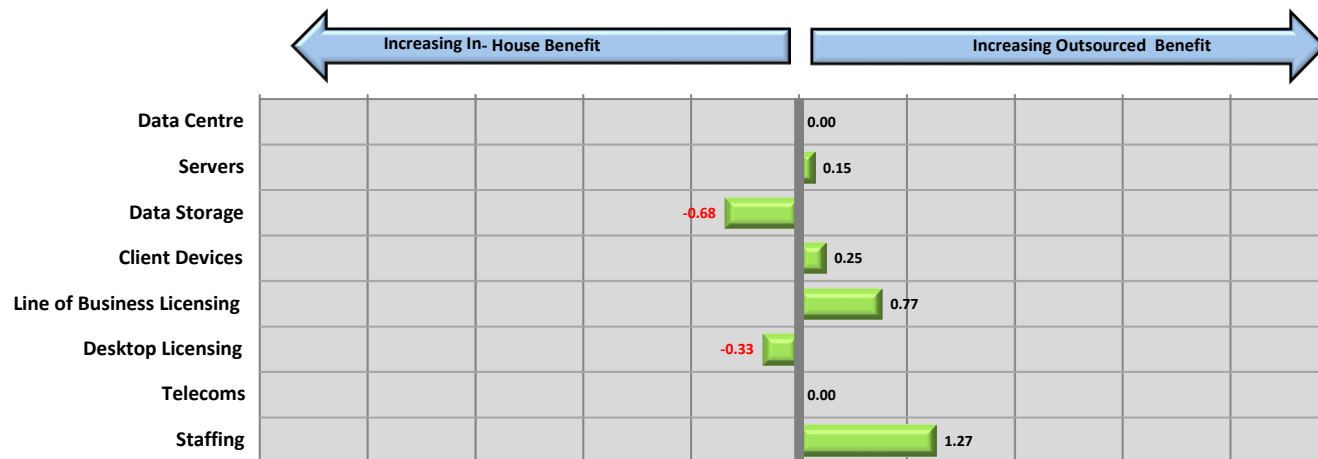 Increasing In- House Benefit
Increasing Outsourced Benefit
Data Centre 0.00
Servers 0.15
Data Storage -0.68
Client Devices 0.25
Line of Business Licensing 0.77
Desktop Licensing -0.33
Telecoms 0.00
Staffing 1.27